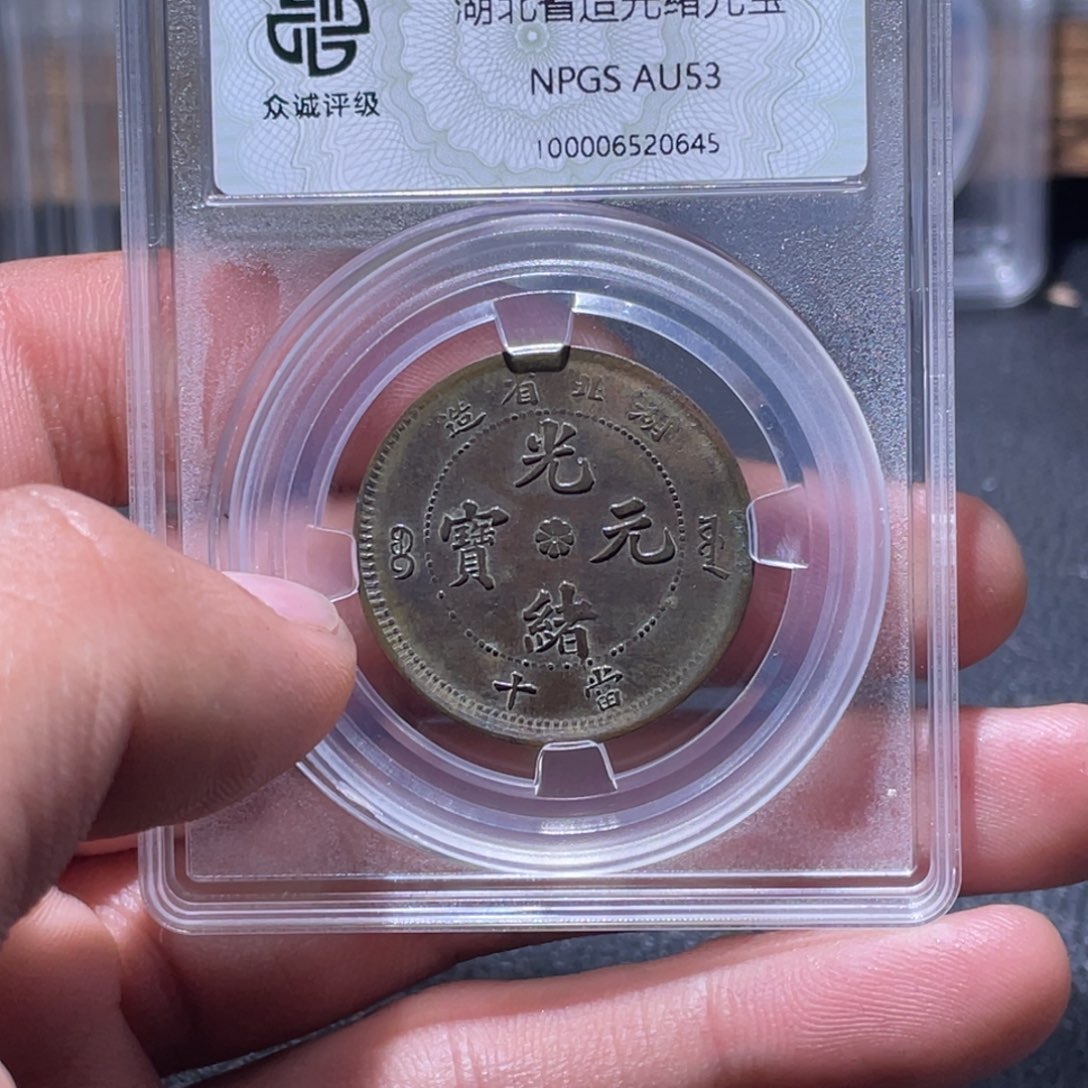 湖北省造光绪元宝
众诚评级
NPGS AU53
100006520645
湖北省造
光緒元寶
當十